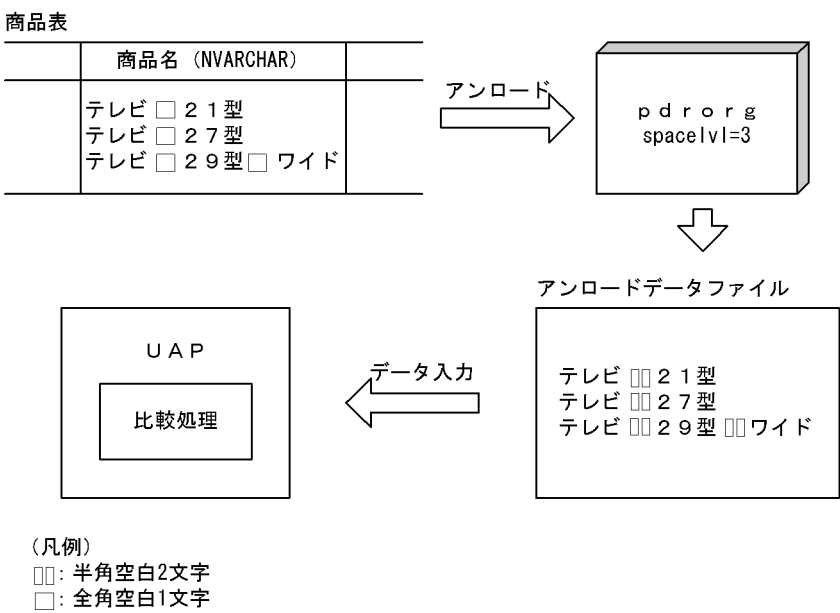 商品表
商品名 (NVARCHAR)
テレビ □ ２１型
テレビ □ ２７型
テレビ □ ２９型 □ ワイド
アンロード
ｐｄｒｏｒｇ
spacelvl=3
アンロードデータファイル
テレビ ▯▯ ２１型
テレビ ▯▯ ２７型
テレビ ▯▯ ２９型 ▯▯ ワイド
データ入力
ＵＡＰ
比較処理
(凡例)
▯▯: 半角空白2文字
□: 全角空白1文字